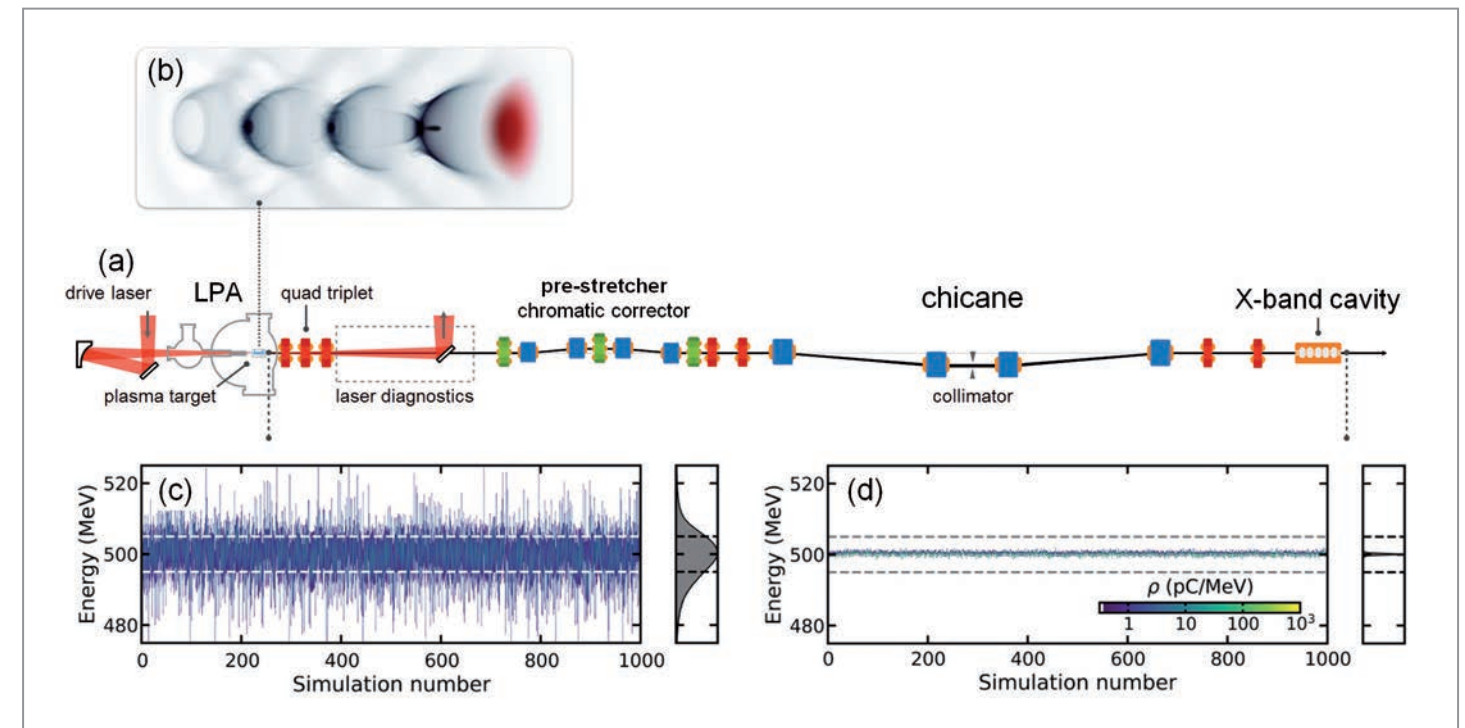 (b)
(a)
drive laser
LPA
quad triplet
pre-stretcher
chromatic corrector
chicane
X-band cavity
plasma target
laser diagnostics
collimator
(c)
Energy (MeV)
520
500
480
0 200 400 600 800 1000
Simulation number
(d)
Energy (MeV)
520
500
480
ρ (pC/MeV)
1 10 100 10³
0 200 400 600 800 1000
Simulation number